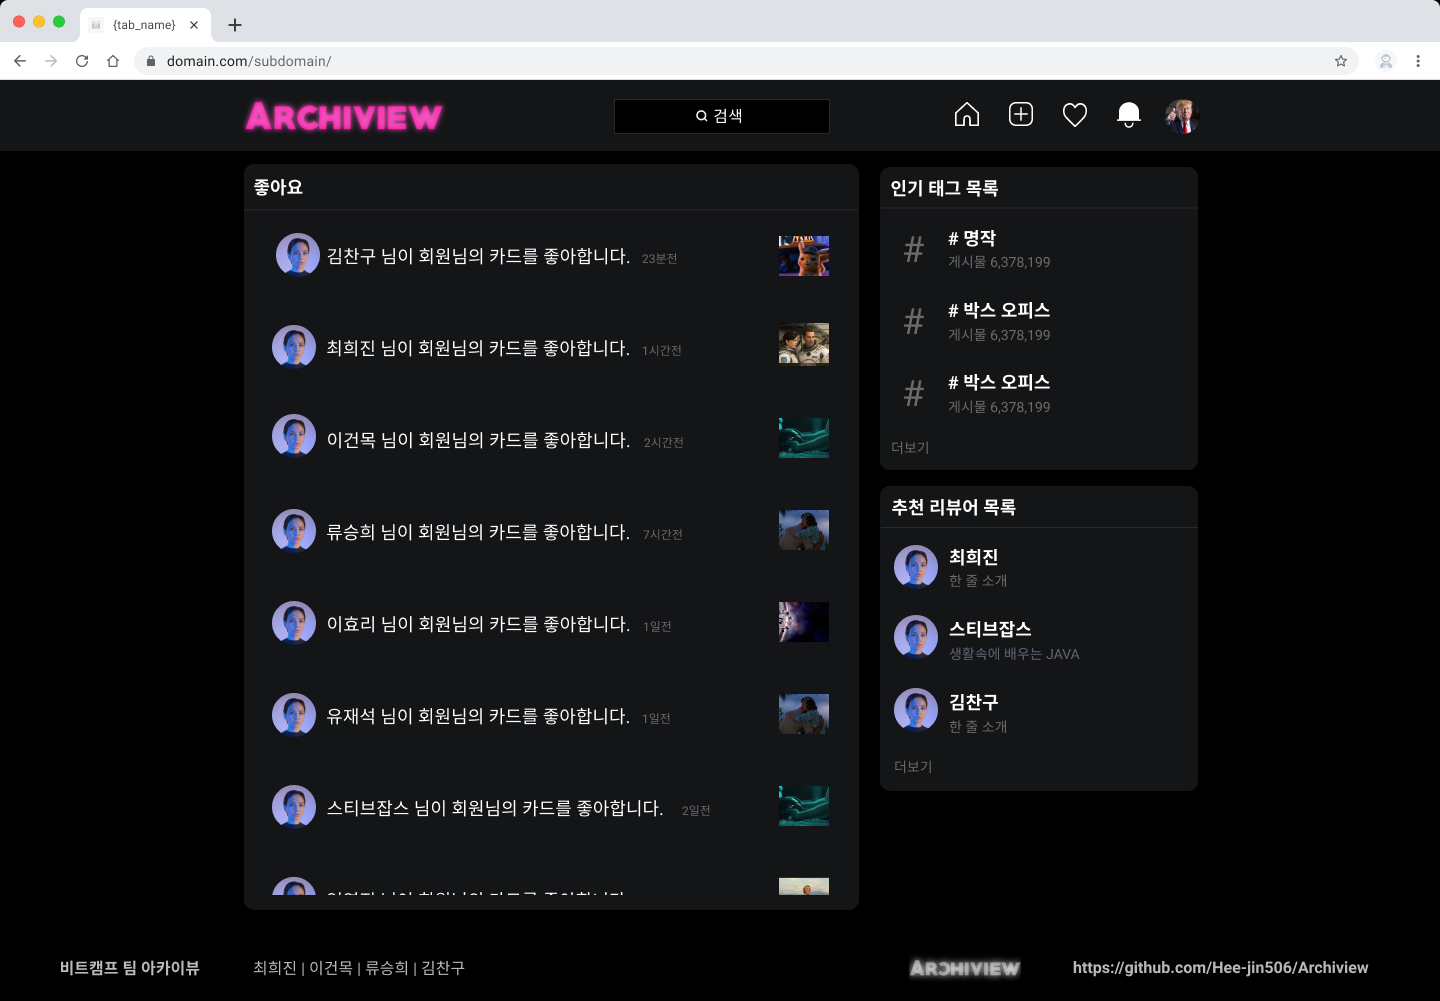 {tab_name}
domain.com/subdomain/
ARCHIVIEW
검색
좋아요
김찬구 님이 회원님의 카드를 좋아합니다. 23분전
최희진 님이 회원님의 카드를 좋아합니다. 1시간전
이건목 님이 회원님의 카드를 좋아합니다. 2시간전
류승희 님이 회원님의 카드를 좋아합니다. 7시간전
이효리 님이 회원님의 카드를 좋아합니다. 1일전
유재석 님이 회원님의 카드를 좋아합니다. 1일전
스티브잡스 님이 회원님의 카드를 좋아합니다. 2일전
인기 태그 목록
#
# 명작
게시물 6,378,199
#
# 박스 오피스
게시물 6,378,199
#
# 박스 오피스
게시물 6,378,199
더보기
추천 리뷰어 목록
최희진
한 줄 소개
스티브잡스
생활속에 배우는 JAVA
김찬구
한 줄 소개
더보기
비트캠프 팀 아카이뷰
최희진 | 이건목 | 류승희 | 김찬구
ARCHIVIEW
https://github.com/Hee-jin506/Archiview